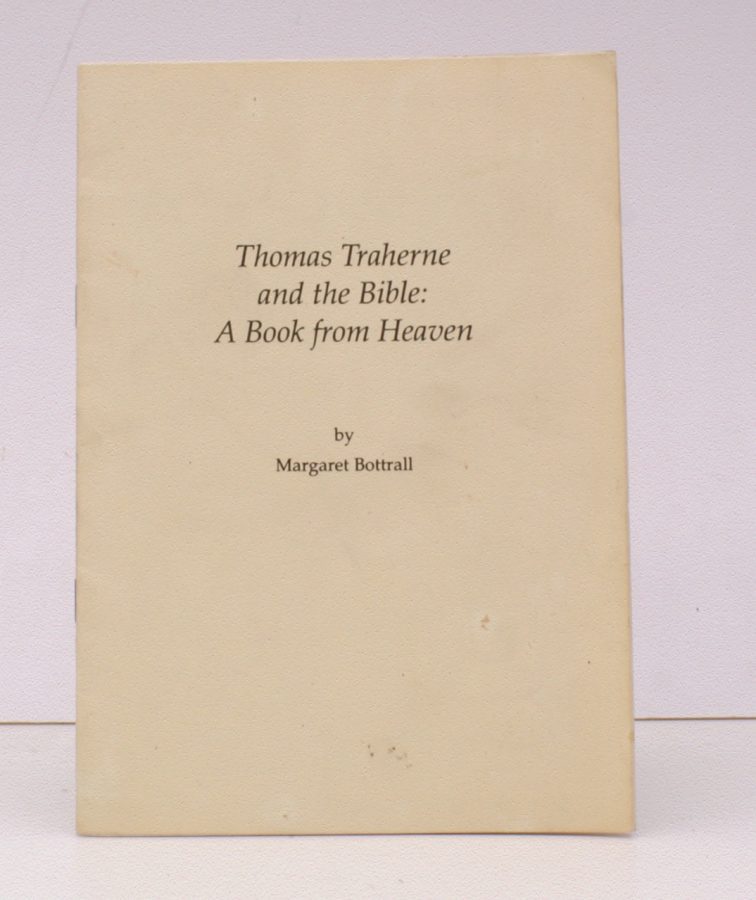 Thomas Traherne
and the Bible:
A Book from Heaven
by
Margaret Bottrall